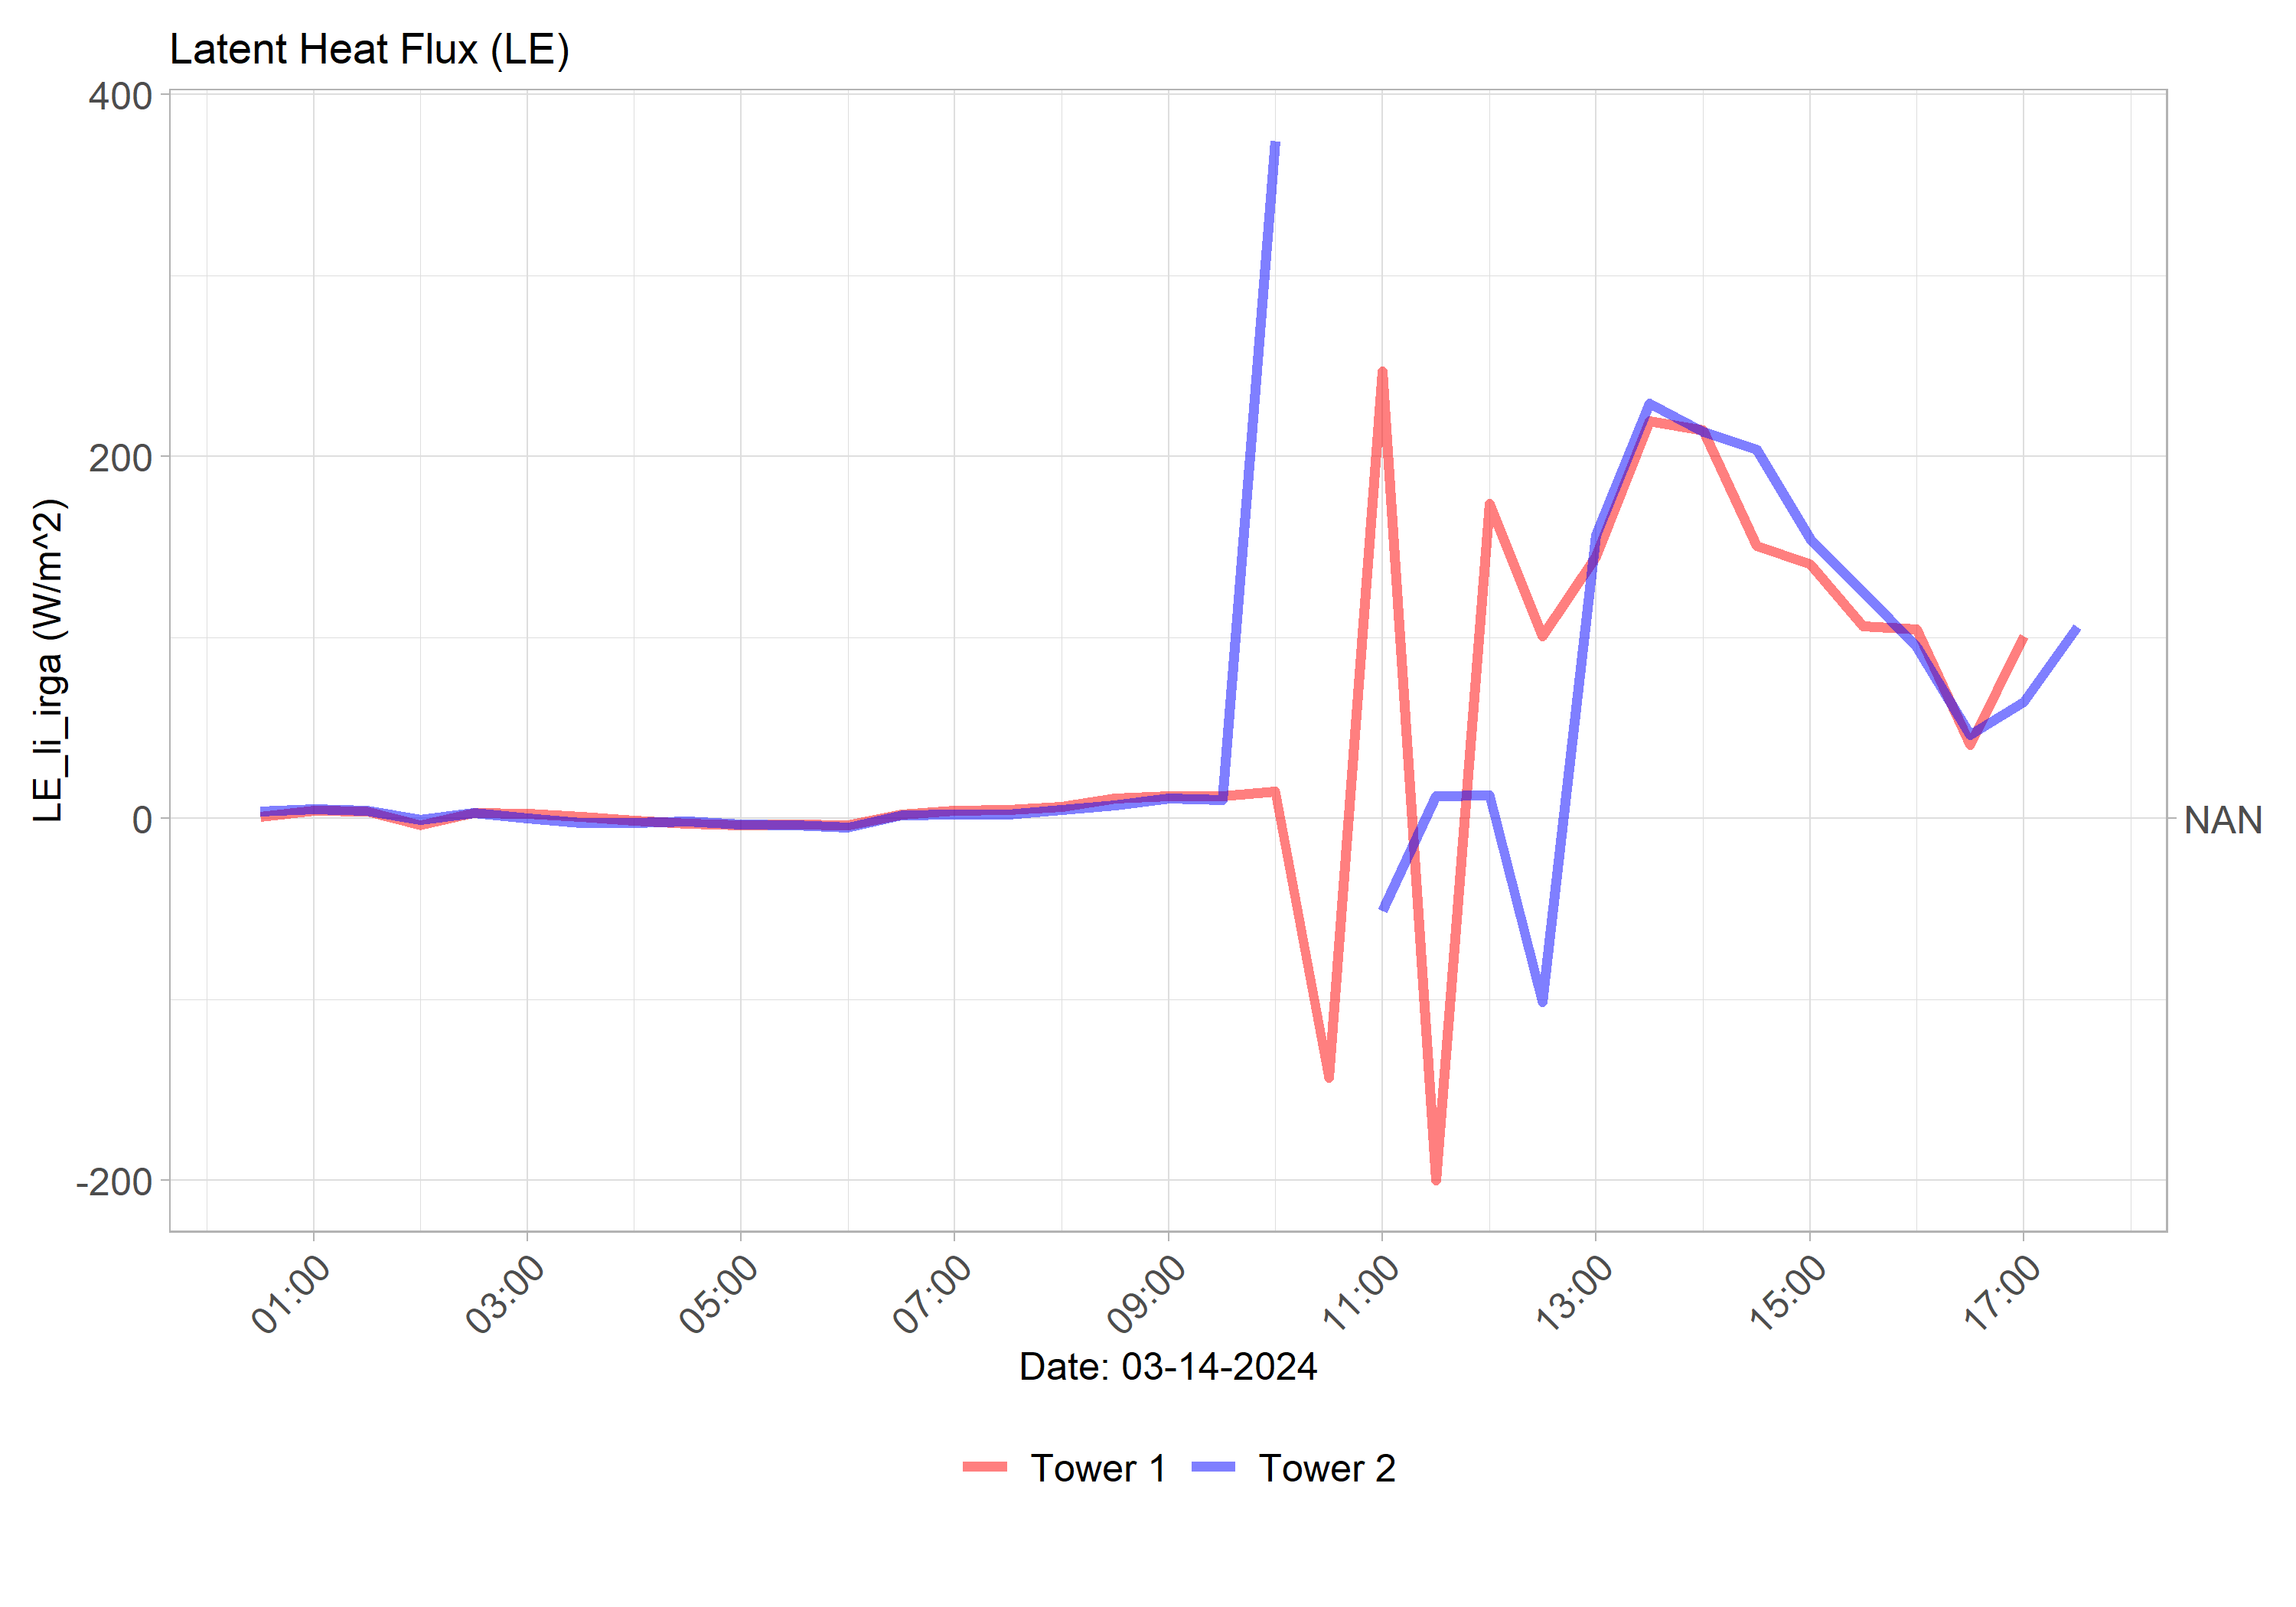 Latent Heat Flux (LE)
LE_li_irga (W/m^2)
400
200
0
-200
NAN
01:00
03:00
05:00
07:00
09:00
11:00
13:00
15:00
17:00
Date: 03-14-2024
Tower 1
Tower 2